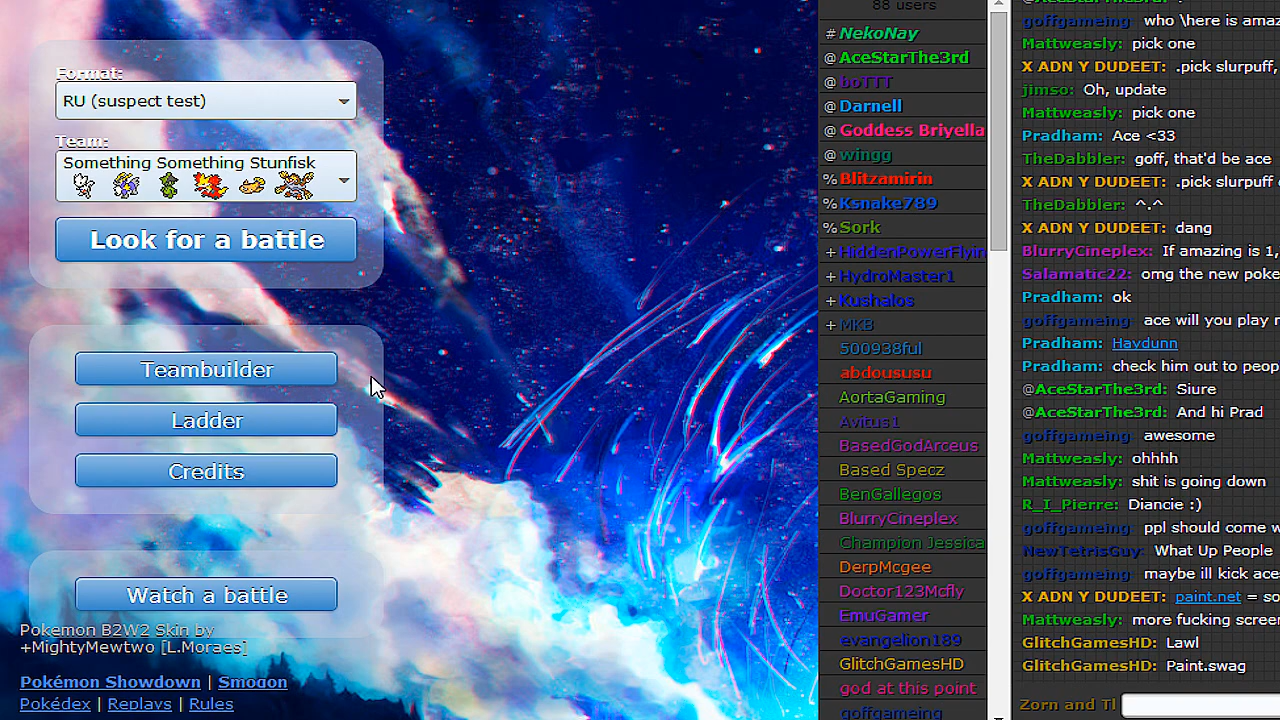 Format:
RU (suspect test)
Team:
Something Something Stunfisk
Look for a battle
Teambuilder
Ladder
Credits
Watch a battle
Pokemon B2W2 Skin by
+MightyMewtwo [L.Moraes]
Pokémon Showdown | Smogon
Pokédex | Replays | Rules
88 users
#NekoNay
@AceStarThe3rd
@boTTT
@Darnell
@Goddess Briyella
@wingg
%Blitzamirin
%Ksnake789
%Sork
+HiddenPowerFlyin
+HydroMaster1
+Kushalos
+MKB
500938ful
abdoususu
AortaGaming
Avitus1
BasedGodArceus
Based Specz
BenGallegos
BlurryCineplex
Champion Jessica
DerpMcgee
Doctor123Mcfly
EmuGamer
evangelion189
GlitchGamesHD
god at this point
goffgameing
goffgameing who \here is amaz
Mattweasly: pick one
X ADN Y DUDEET: .pick slurpuff,
jimso: Oh, update
Mattweasly: pick one
Pradham: Ace <33
TheDabbler: goff, that'd be ace
X ADN Y DUDEET: .pick slurpuff
TheDabbler: ^.^
X ADN Y DUDEET: dang
BlurryCineplex: If amazing is 1,
Salamatic22: omg the new poke
Pradham: ok
goffgameing ace will you play
Pradham: Haydunn
Pradham: check him out to peop
@AceStarThe3rd: Siure
@AceStarThe3rd: And hi Prad
goffgameing awesome
Mattweasly: ohhhh
Mattweasly: shit is going down
R_I_Pierre: Diancie :)
goffgameing ppl should come w
NewTetrisGuy: What Up People
goffgameing maybe ill kick ace
X ADN Y DUDEET: paint.net = so
Mattweasly: more fucking screen
GlitchGamesHD: Lawl
GlitchGamesHD: Paint.swag
Zorn and Tl